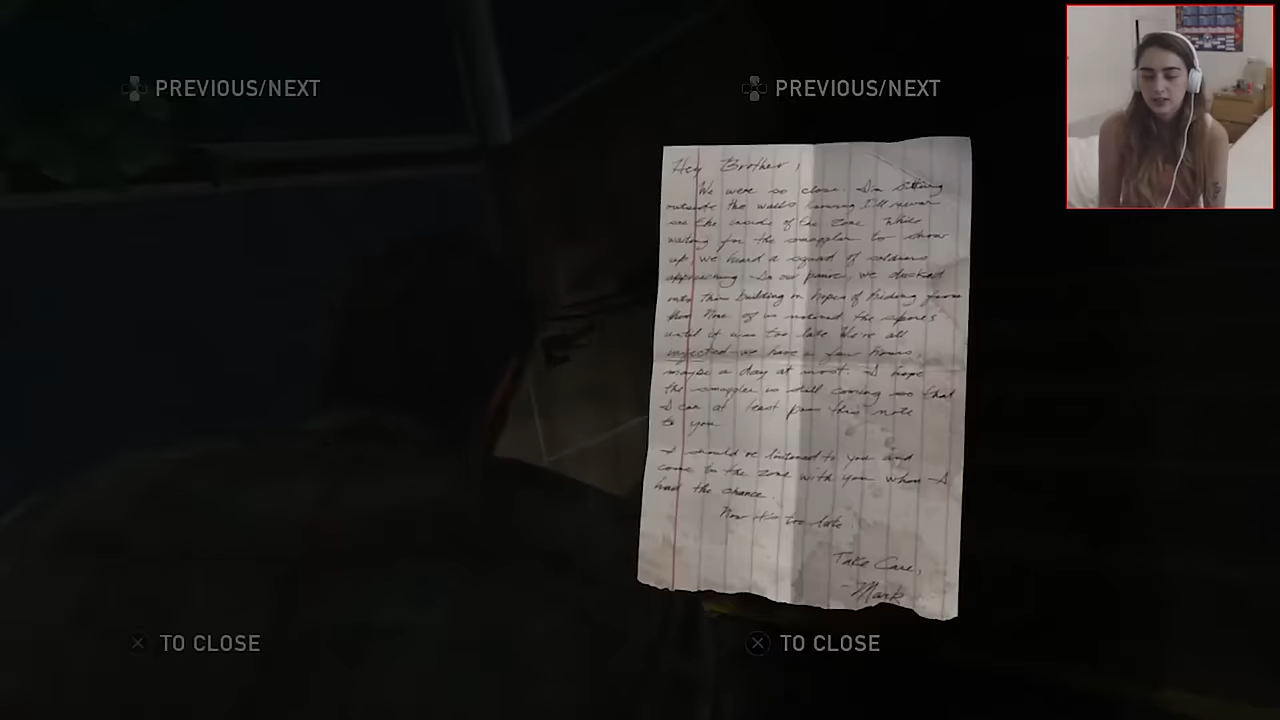 PREVIOUS/NEXT
PREVIOUS/NEXT
Hey Brother,
We were so close. I'm sitting
outside the walls knowing I'll never
see the inside of the zone. While
waiting for the smuggler to show
up, we heard a squad of soldiers
approaching. In our panic, we ducked
into this building in hopes of hiding from
them. None of us noticed the spores
until it was too late. We're all
infected - we have a few hours,
maybe a day at most. I hope
the smuggler is still coming so that
I can at least pass this note
to you.
I should've listened to you and
come to the zone with you when I
had the chance.
Now it's too late.
Take Care,
-Mark
TO CLOSE
TO CLOSE